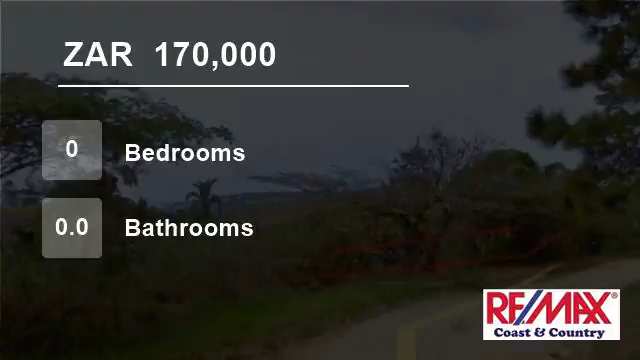 ZAR 170,000
0 Bedrooms
0.0 Bathrooms
RE/MAX®
Coast & Country